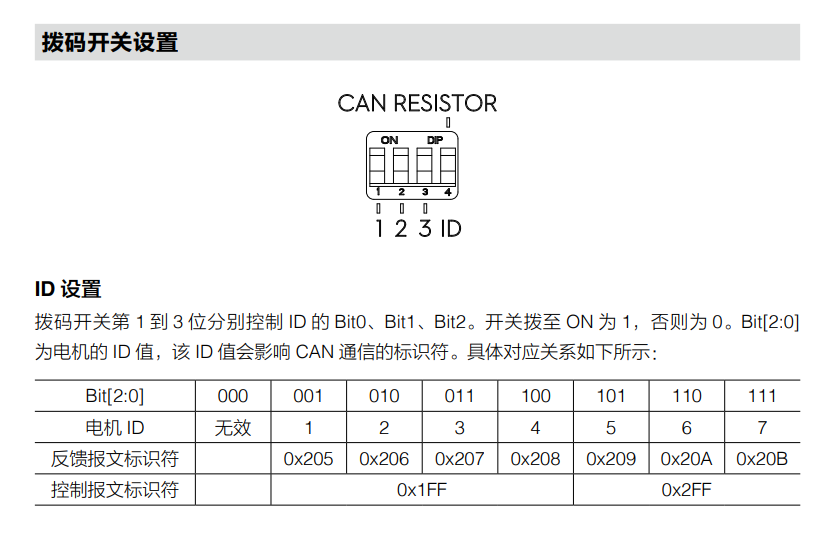 拨码开关设置
CAN RESISTOR
ON DIP
1 2 3 4
1 2 3 ID
ID 设置
拨码开关第 1 到 3 位分别控制 ID 的 Bit0、Bit1、Bit2。开关拨至 ON 为 1，否则为 0。Bit[2:0]
为电机的 ID 值，该 ID 值会影响 CAN 通信的标识符。具体对应关系如下所示：
Bit[2:0] 000 001 010 011 100 101 110 111
电机 ID 无效 1 2 3 4 5 6 7
反馈报文标识符 0x205 0x206 0x207 0x208 0x209 0x20A 0x20B
控制报文标识符 0x1FF 0x2FF